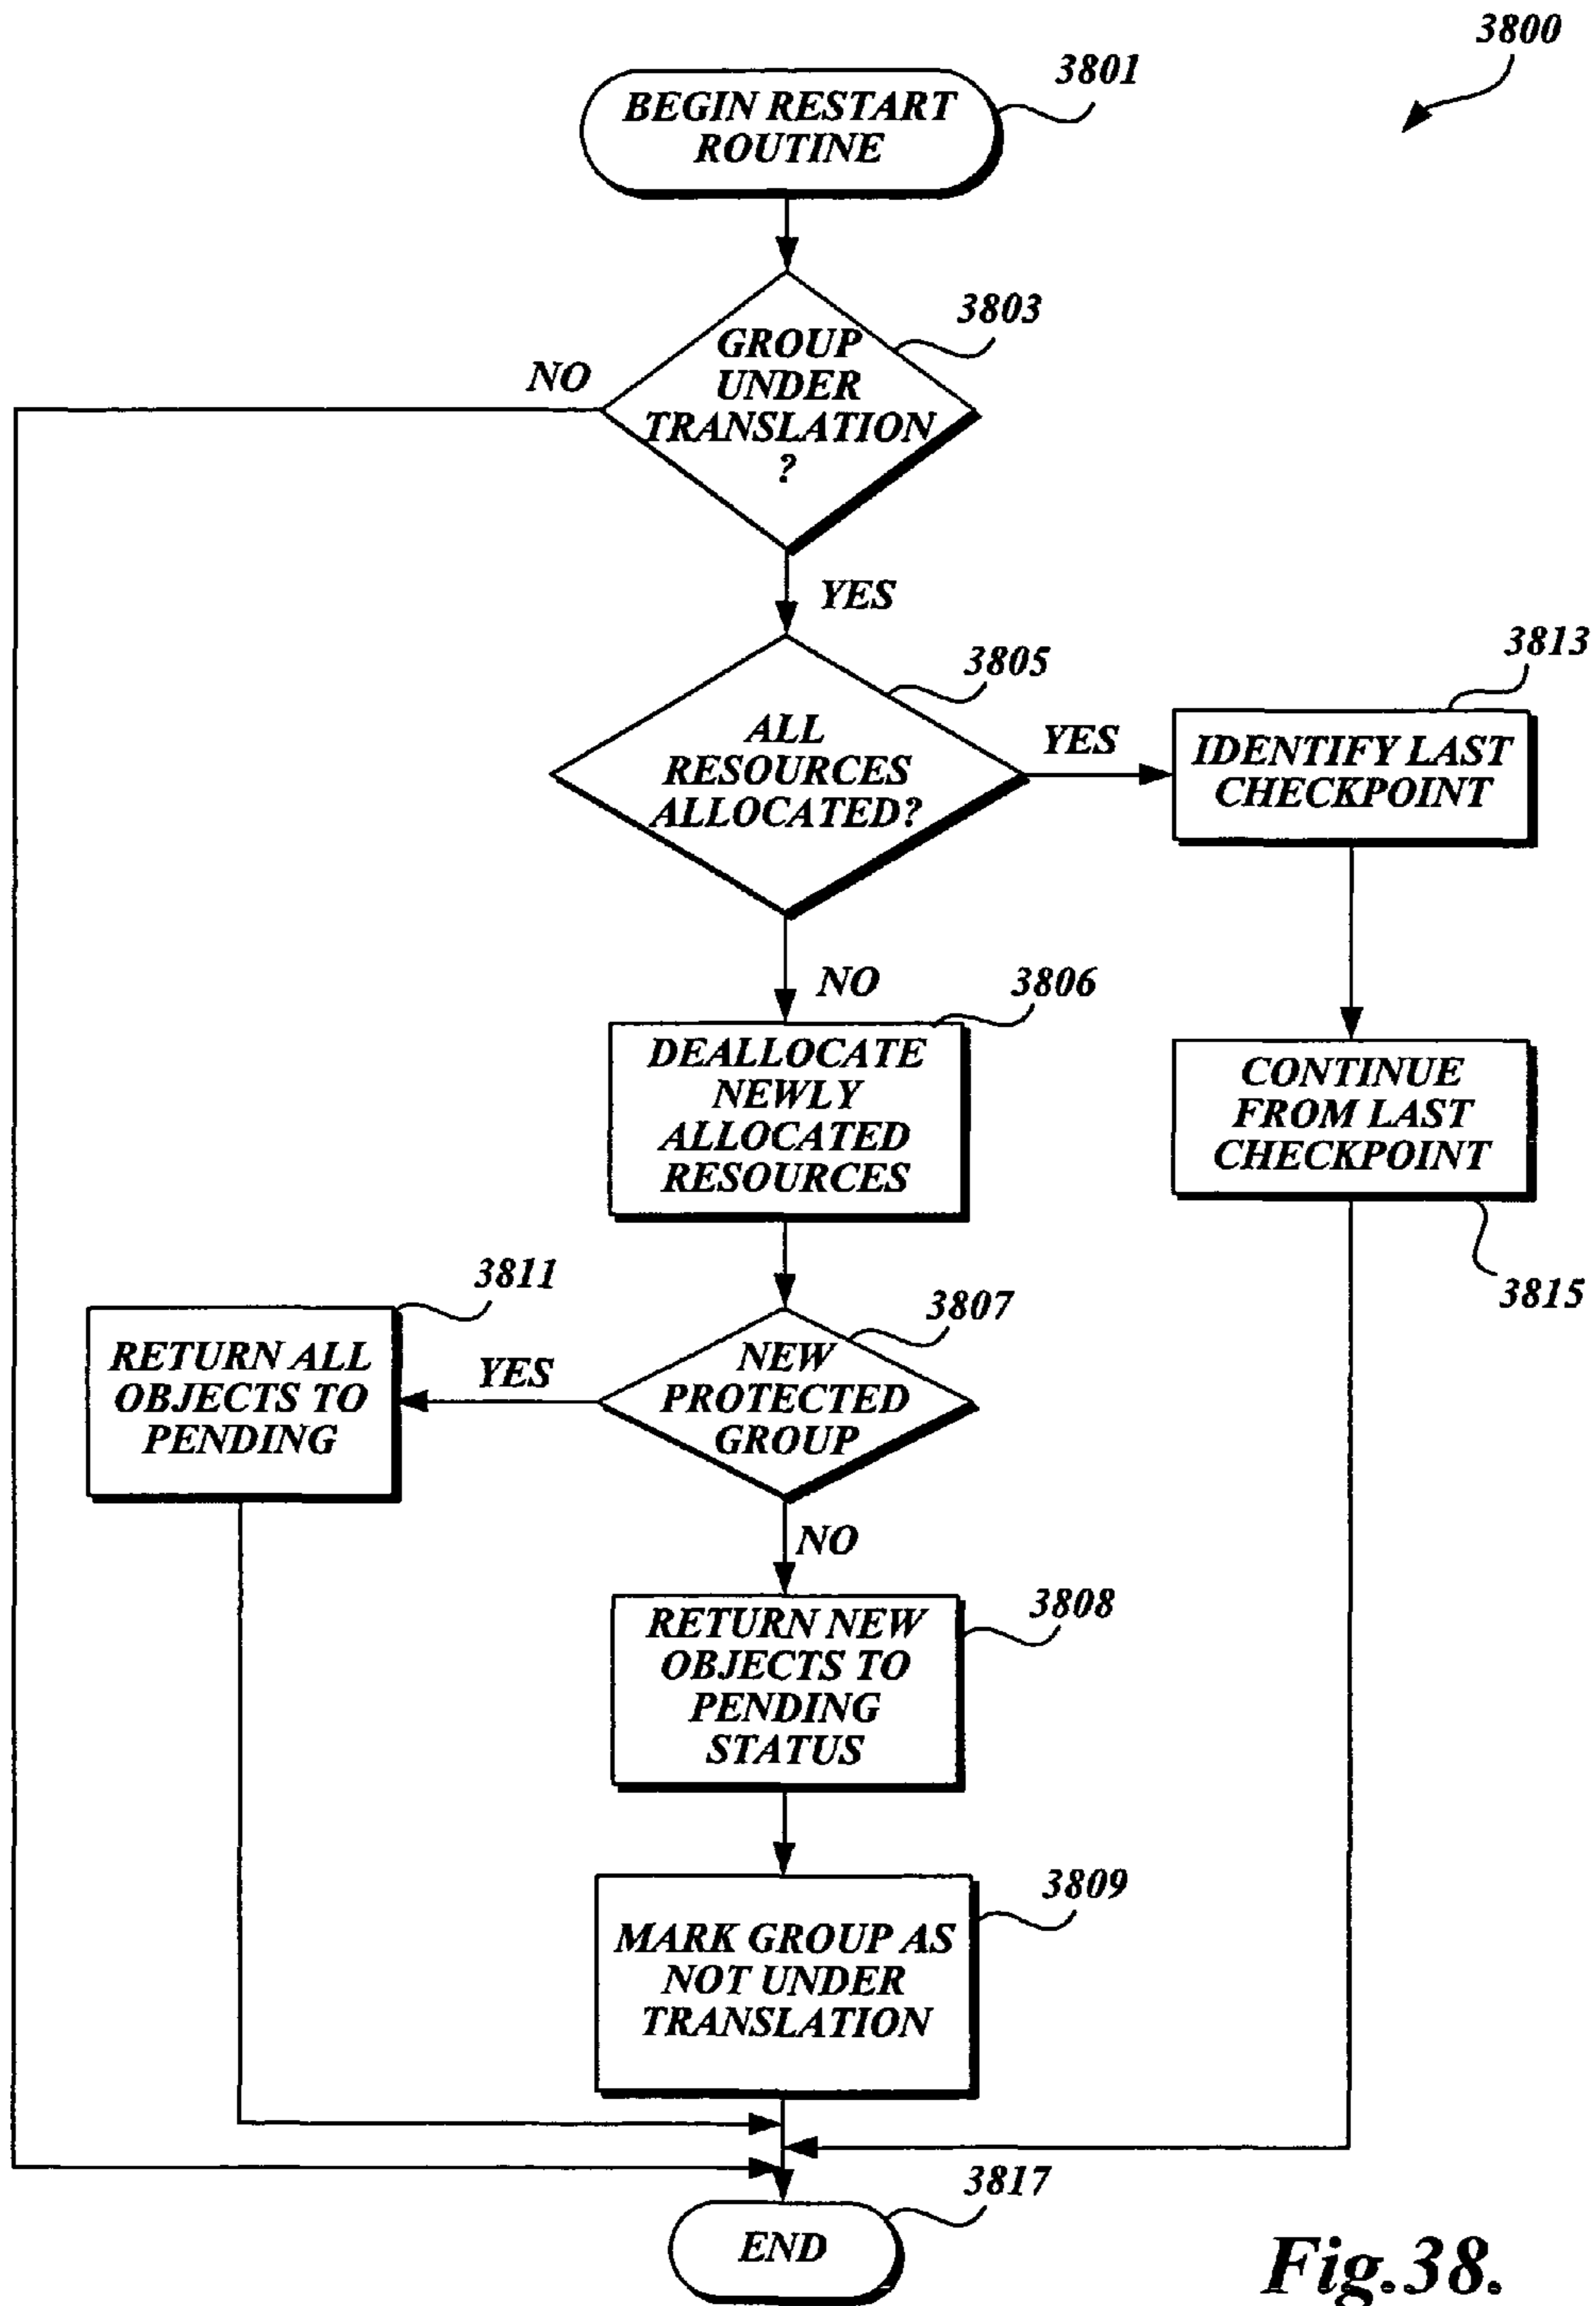 3800
3801
BEGIN RESTART
ROUTINE
3803
GROUP
UNDER
TRANSLATION
?
NO
YES
3805
ALL
RESOURCES
ALLOCATED?
YES
3813
IDENTIFY LAST
CHECKPOINT
NO
3806
DEALLOCATE
NEWLY
ALLOCATED
RESOURCES
CONTINUE
FROM LAST
CHECKPOINT
3815
3811
RETURN ALL
OBJECTS TO
PENDING
YES
3807
NEW
PROTECTED
GROUP
NO
3808
RETURN NEW
OBJECTS TO
PENDING
STATUS
3809
MARK GROUP AS
NOT UNDER
TRANSLATION
3817
END
Fig.38.